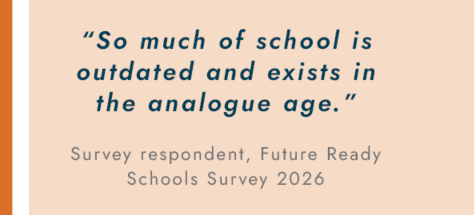 “So much of school is
outdated and exists in
the analogue age.”
Survey respondent, Future Ready
Schools Survey 2026